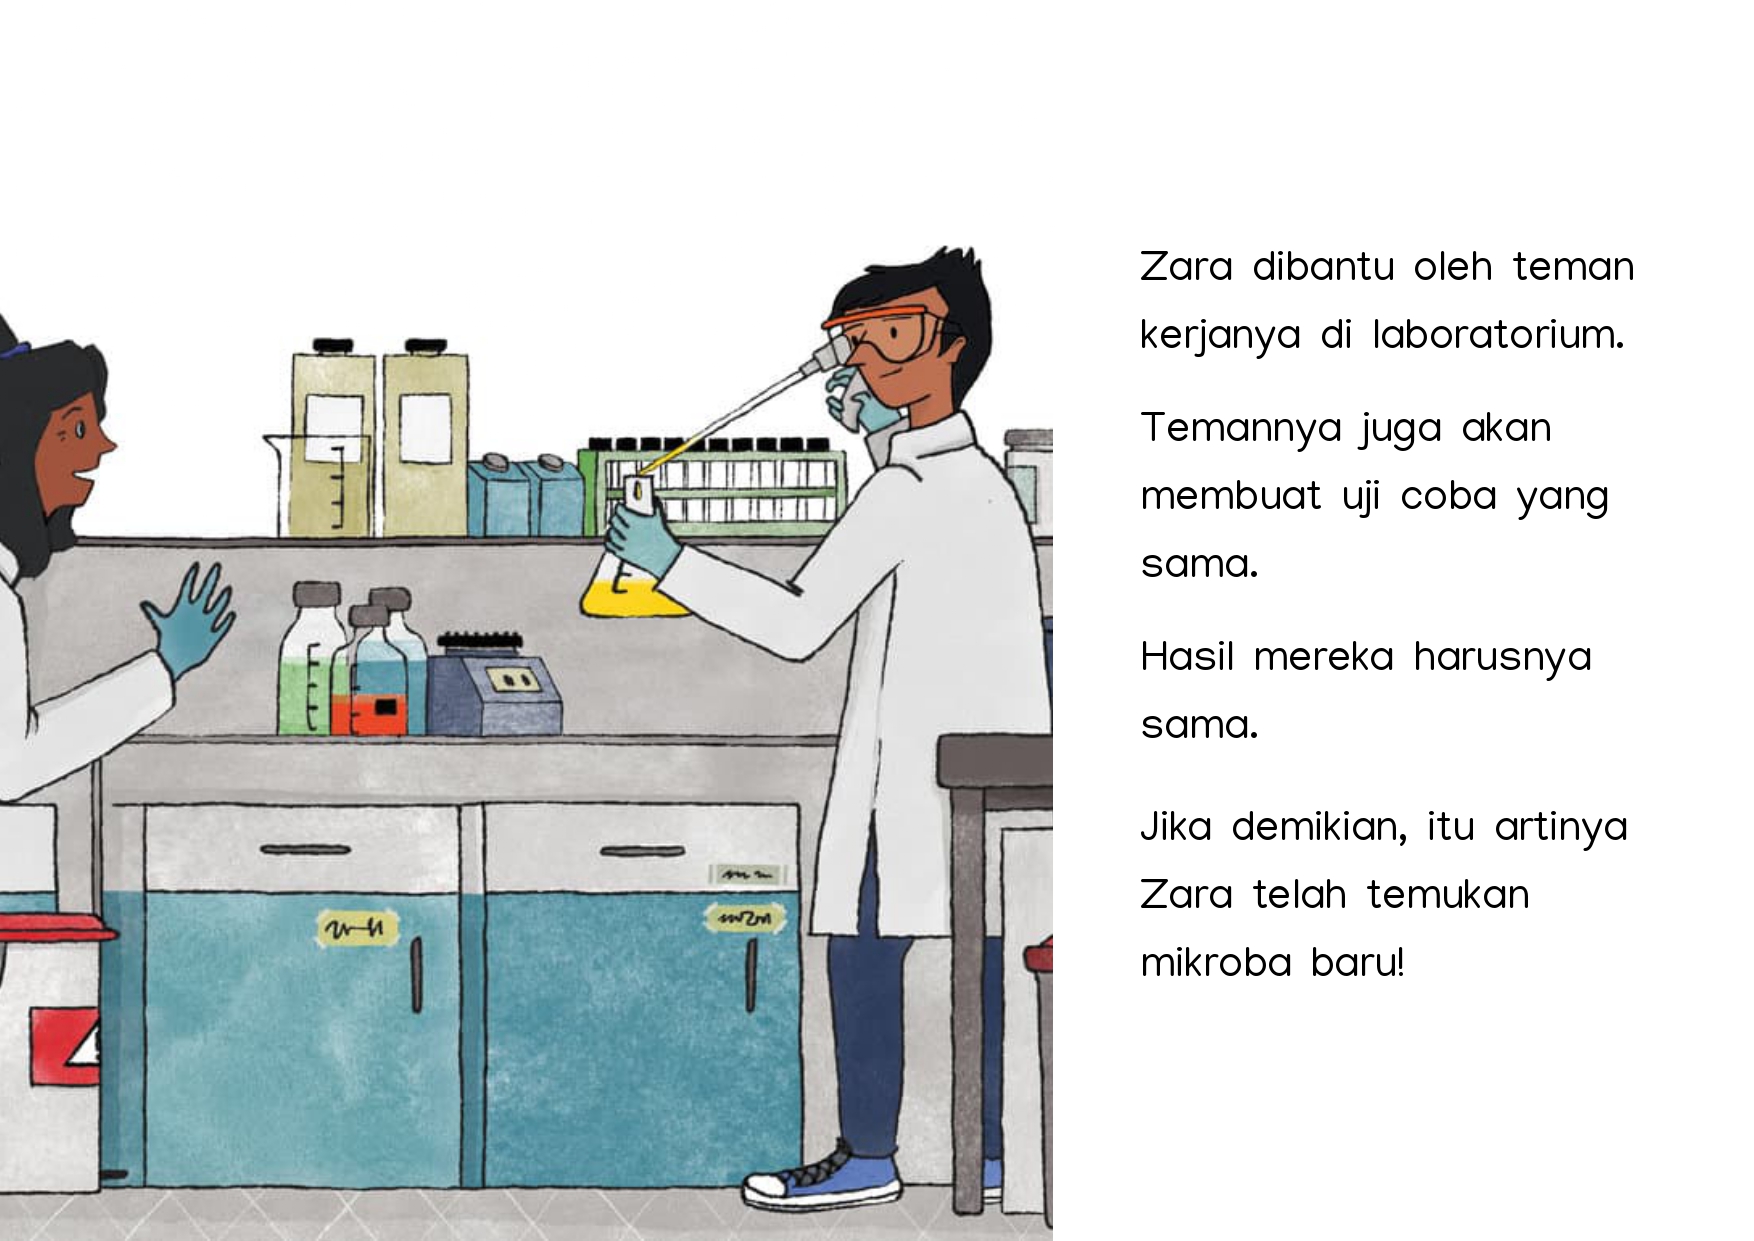 Zara dibantu oleh teman
kerjanya di laboratorium.
Temannya juga akan
membuat uji coba yang
sama.
Hasil mereka harusnya
sama.
Jika demikian, itu artinya
Zara telah temukan
mikroba baru!